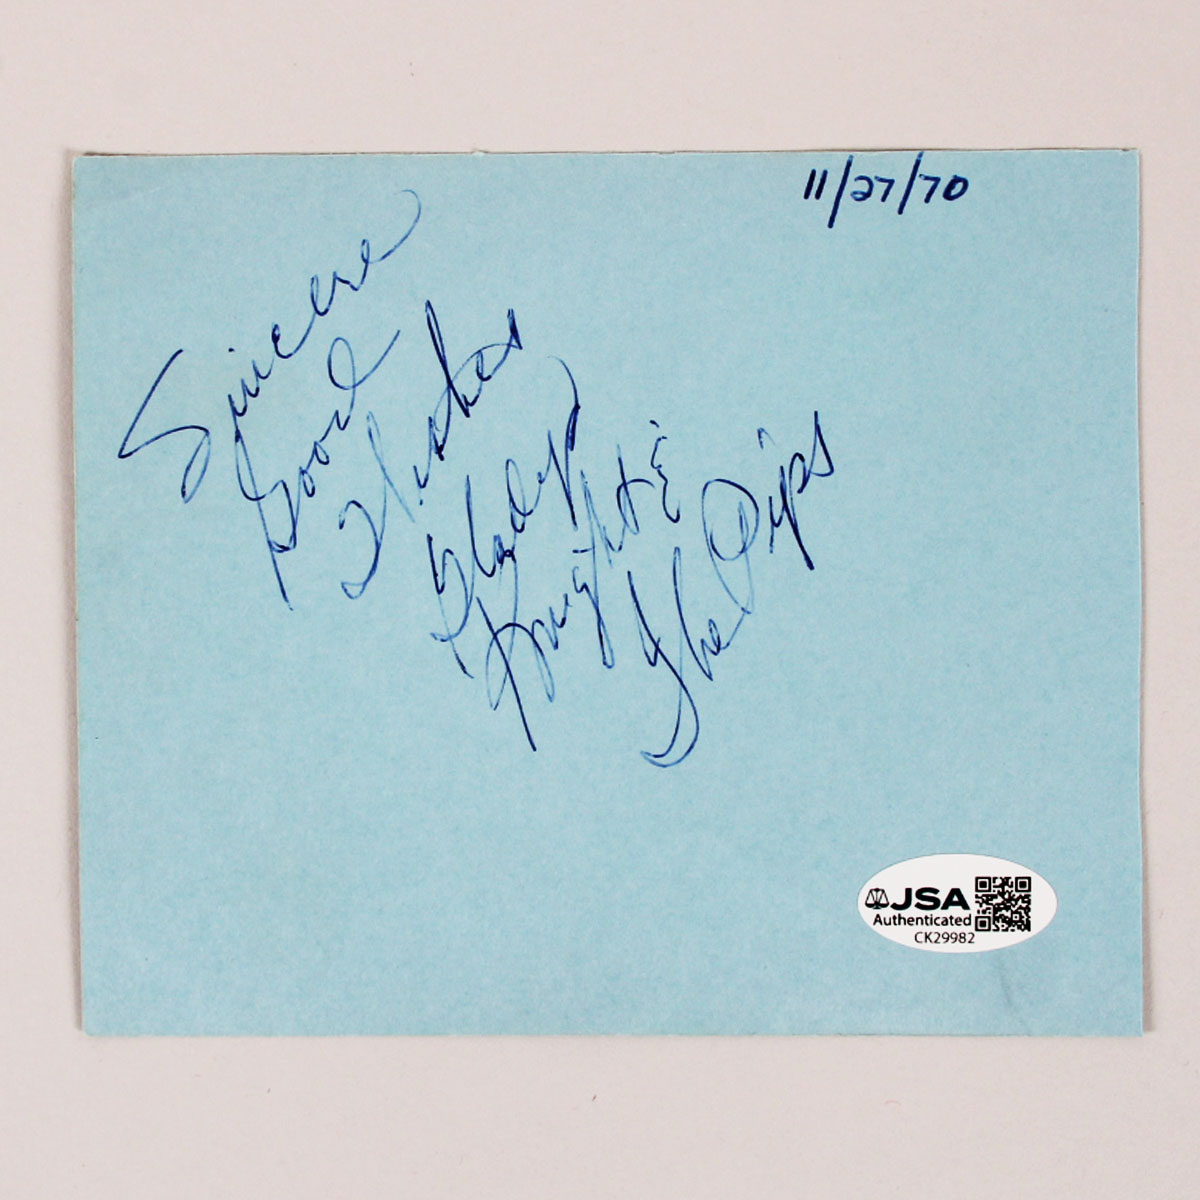 11/27/70
Sincere
Good
Wishes
Gladys
Knight &
The Pips
JSA
Authenticated
CK29982